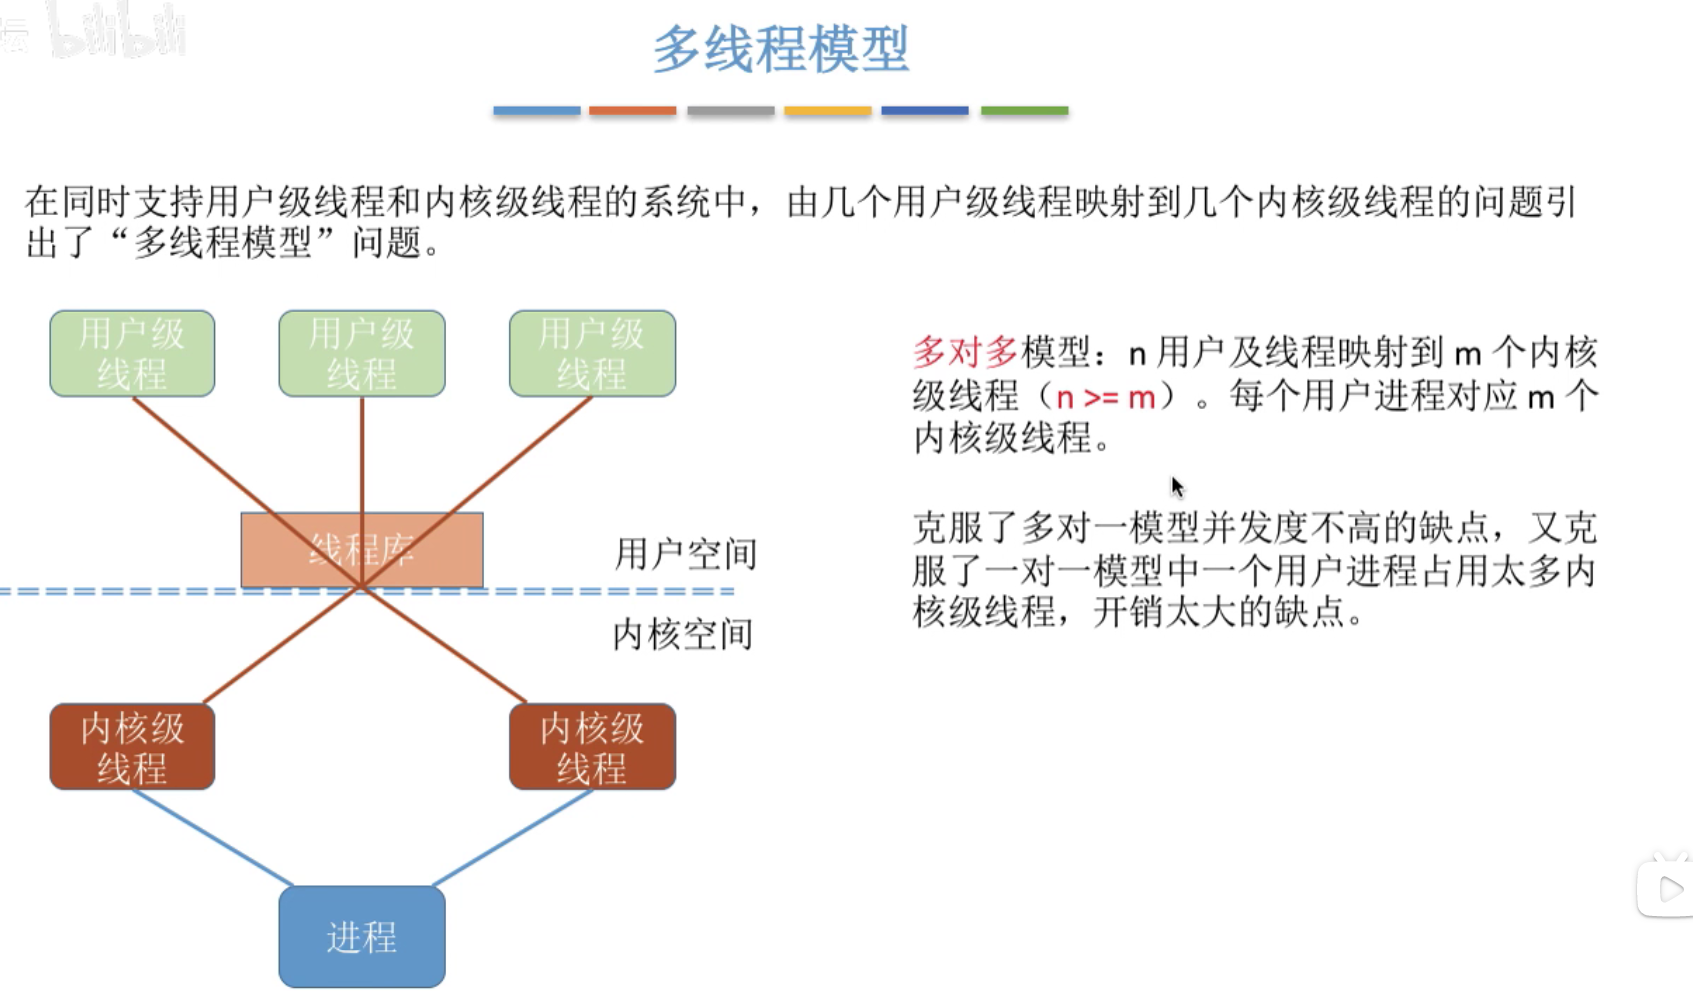 坛 bilibili
多线程模型
在同时支持用户级线程和内核级线程的系统中，由几个用户级线程映射到几个内核级线程的问题引
出了“多线程模型”问题。
用户级
线程
用户级
线程
用户级
线程
多对多模型：n 用户及线程映射到 m 个内核
级线程（n >= m）。每个用户进程对应 m 个
内核级线程。
克服了多对一模型并发度不高的缺点，又克
服了一对一模型中一个用户进程占用太多内
核级线程，开销太大的缺点。
线程库
用户空间
内核空间
内核级
线程
内核级
线程
进程